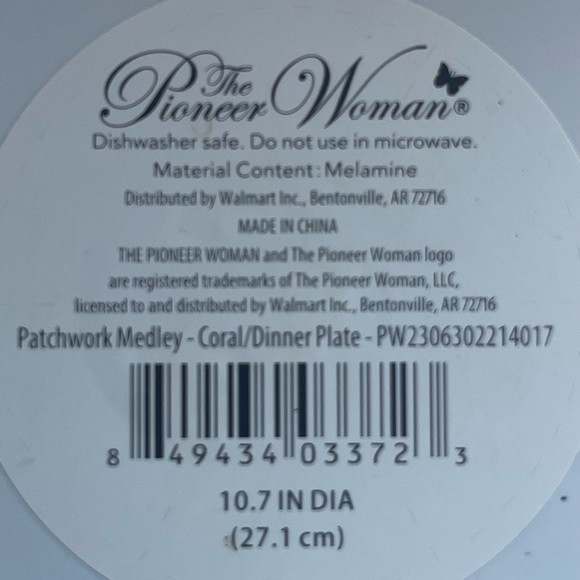 The Pioneer Woman®
Dishwasher safe. Do not use in microwave.
Material Content: Melamine
Distributed by Walmart Inc., Bentonville, AR 72716
MADE IN CHINA
THE PIONEER WOMAN and The Pioneer Woman logo
are registered trademarks of The Pioneer Woman, LLC,
licensed to and distributed by Walmart Inc., Bentonville, AR 72716
Patchwork Medley - Coral/Dinner Plate - PW2306302214017
8 49434 03372 3
10.7 IN DIA
(27.1 cm)